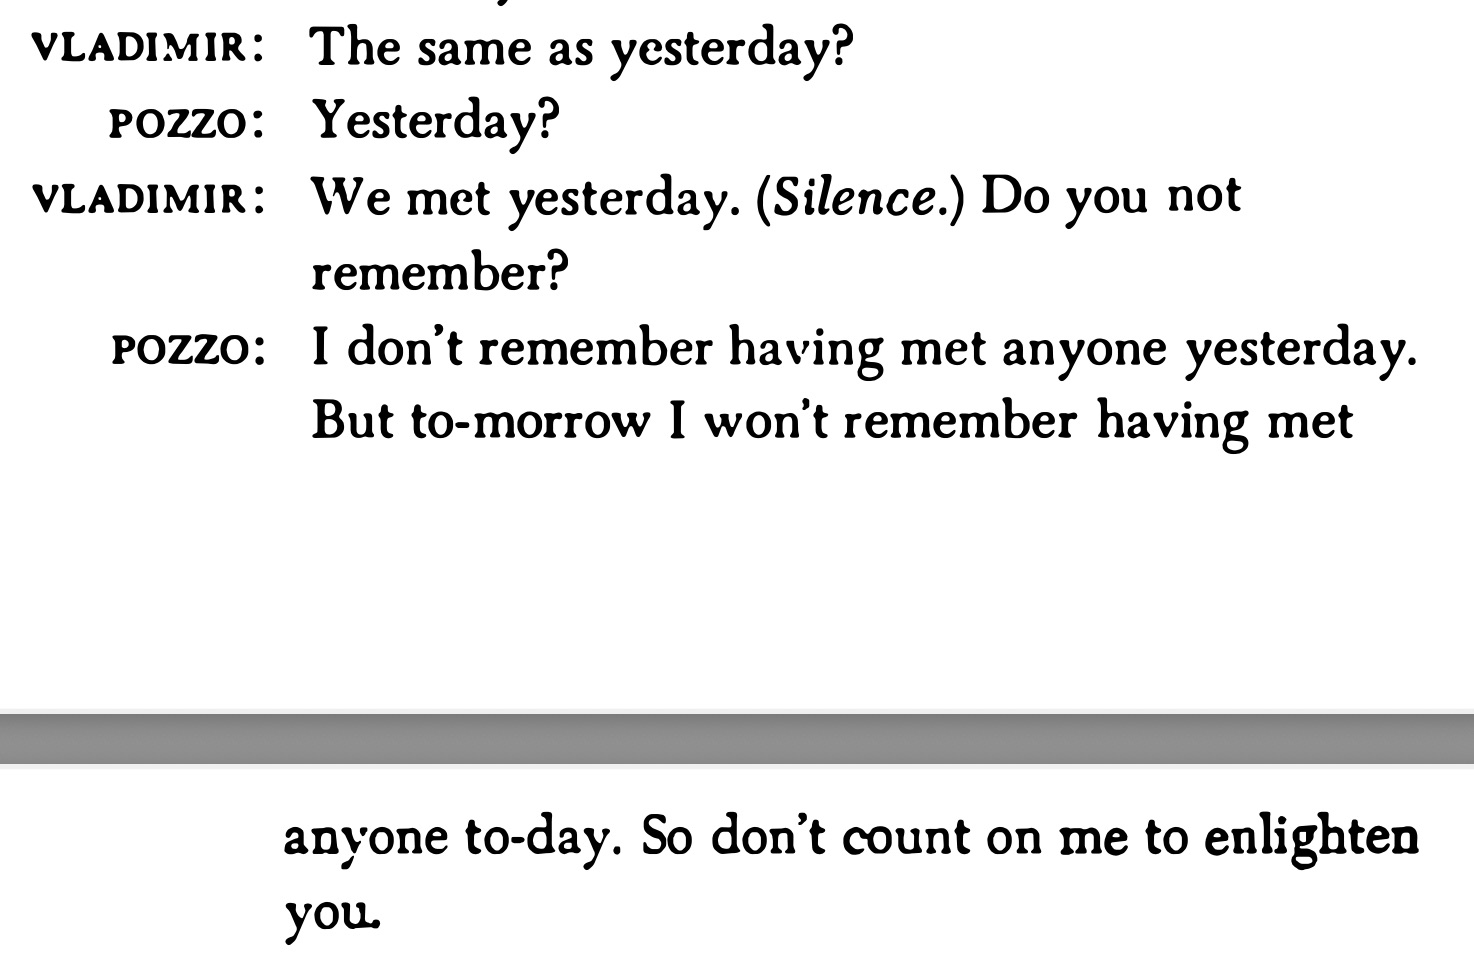 VLADIMIR: The same as yesterday?
POZZO: Yesterday?
VLADIMIR: We met yesterday. (Silence.) Do you not
remember?
POZZO: I don't remember having met anyone yesterday.
But to-morrow I won't remember having met
anyone to-day. So don't count on me to enlighten
you.